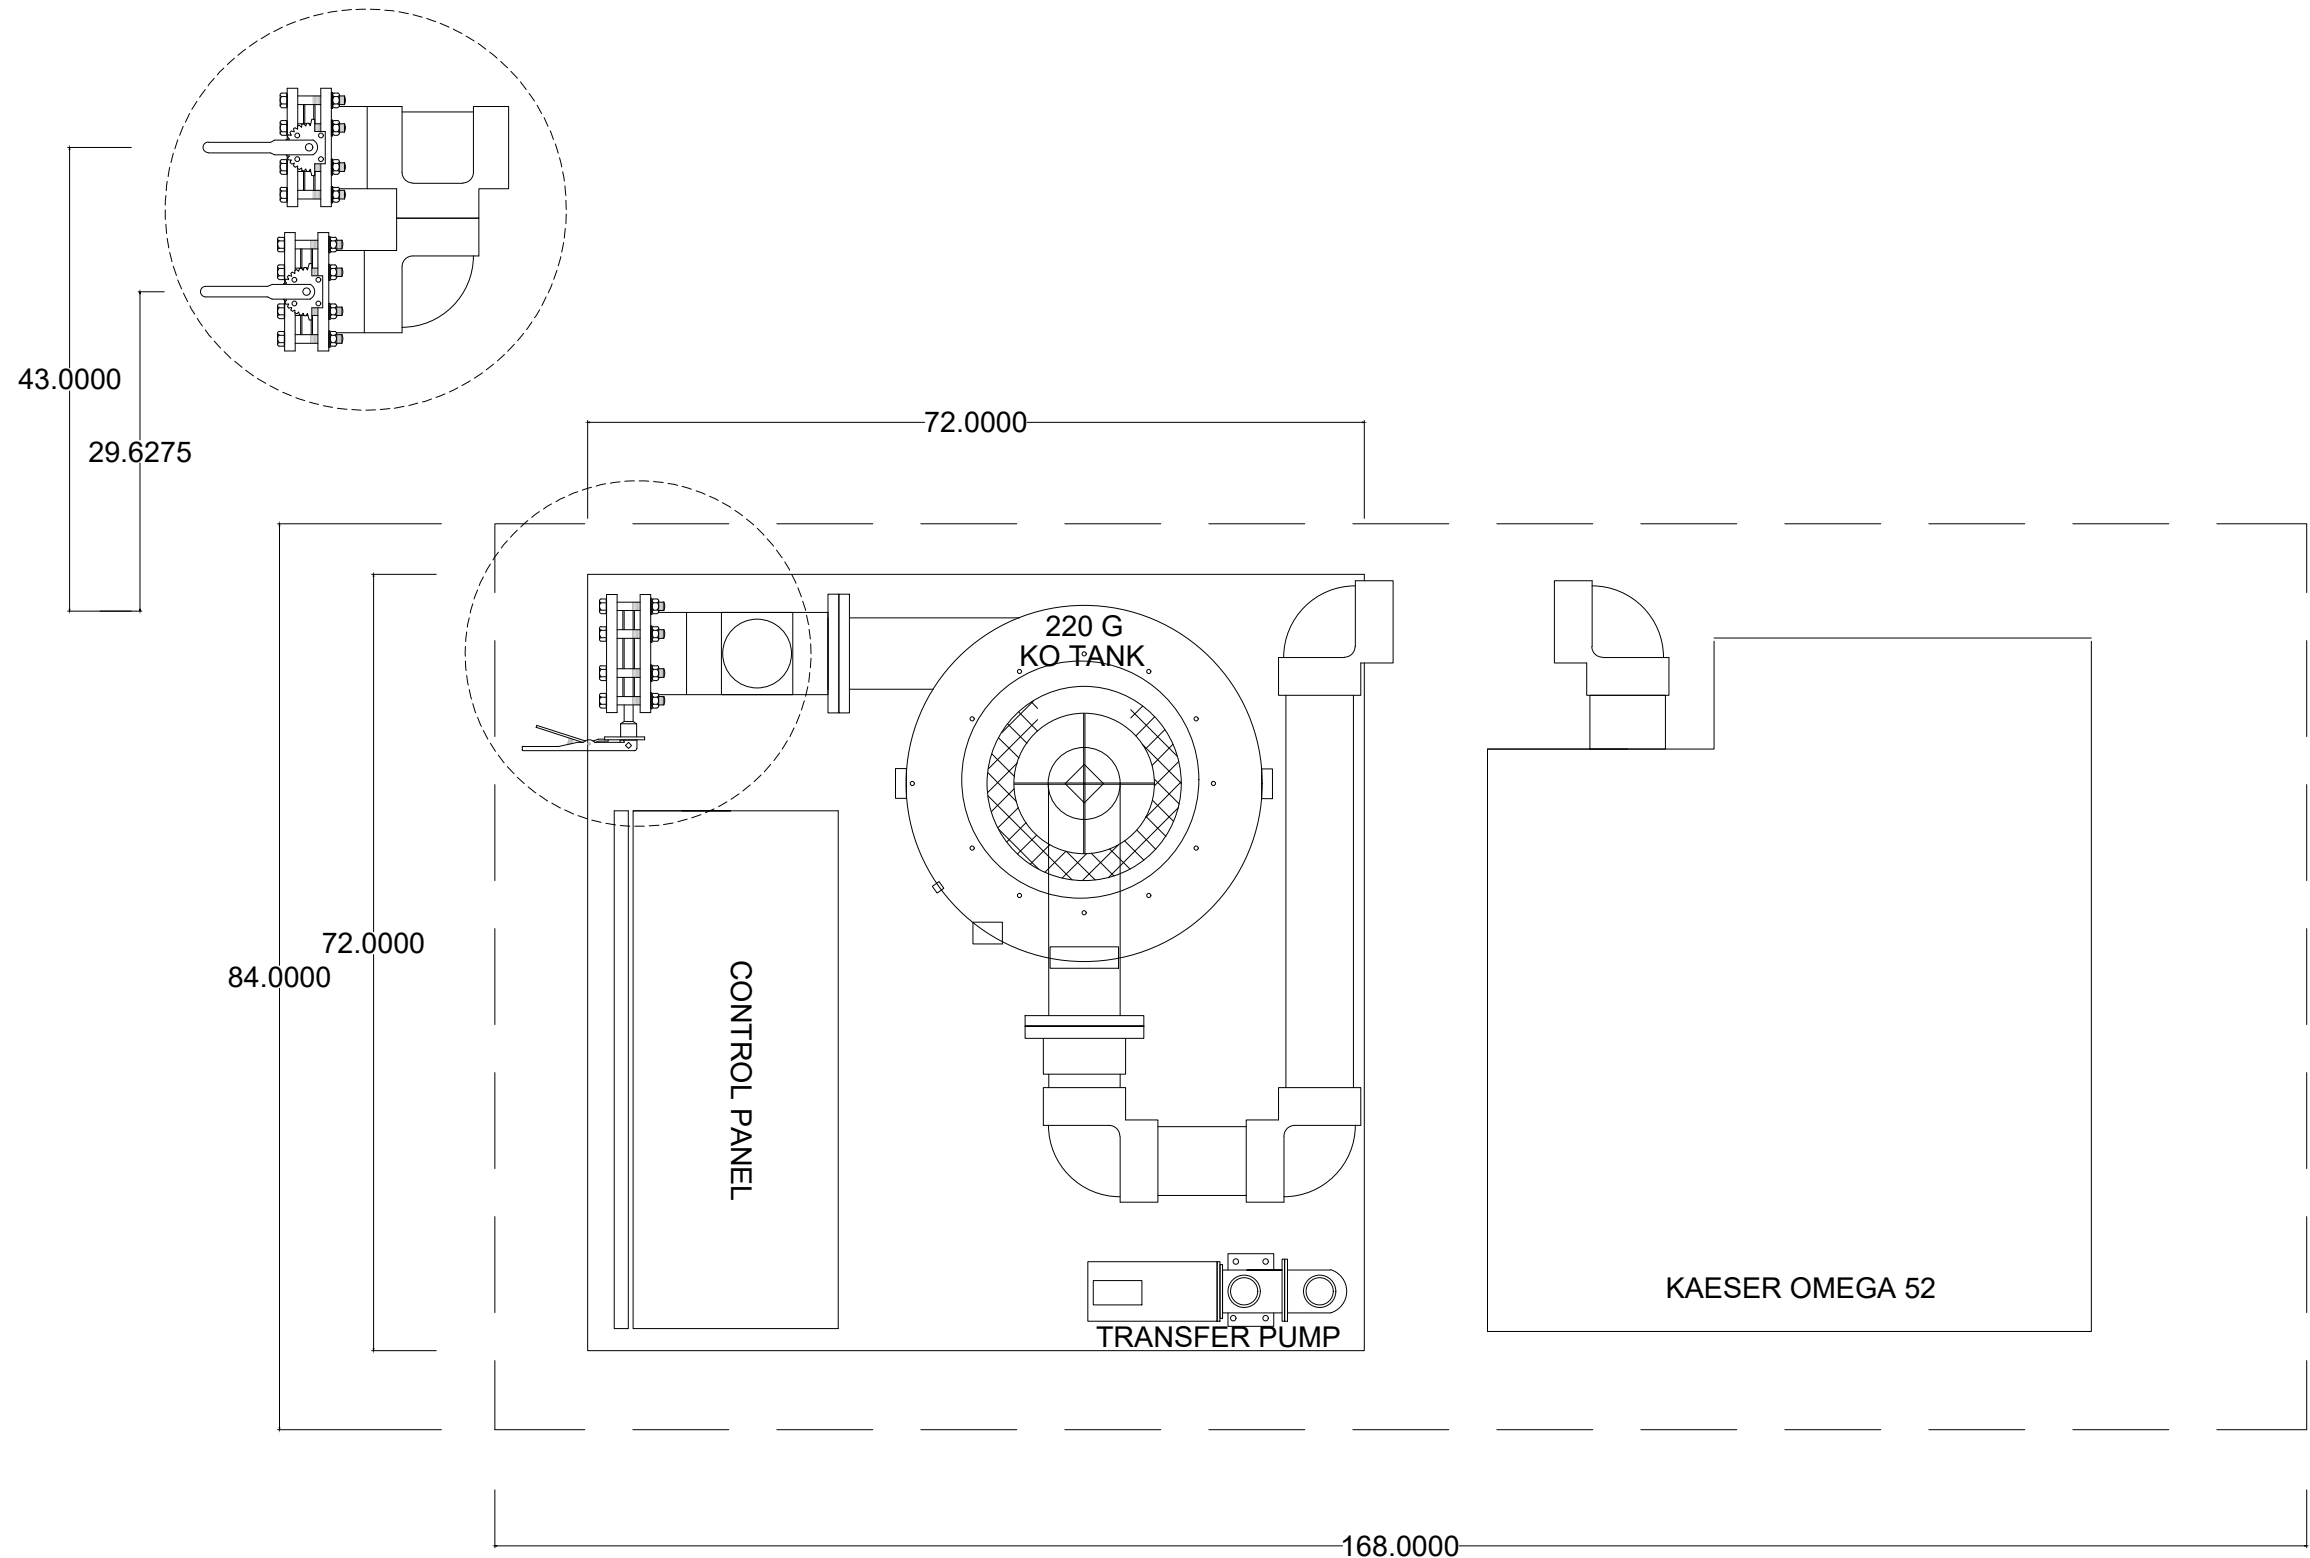 43.0000
72.0000
29.6275
220 G
KO TANK
72.0000
84.0000
CONTROL PANEL
KAESER OMEGA 52
TRANSFER PUMP
168.0000